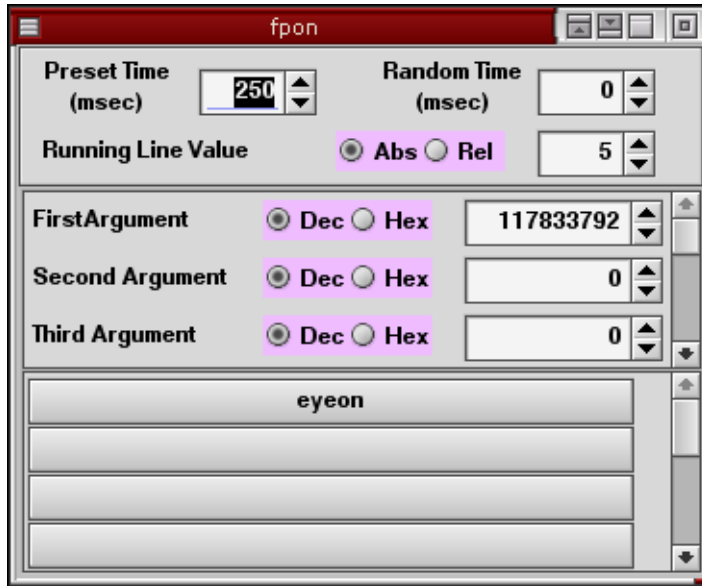 fpon
Preset Time (msec) 250 Random Time (msec) 0
Running Line Value Abs Rel 5
FirstArgument Dec Hex 117833792
Second Argument Dec Hex 0
Third Argument Dec Hex 0
eyeon